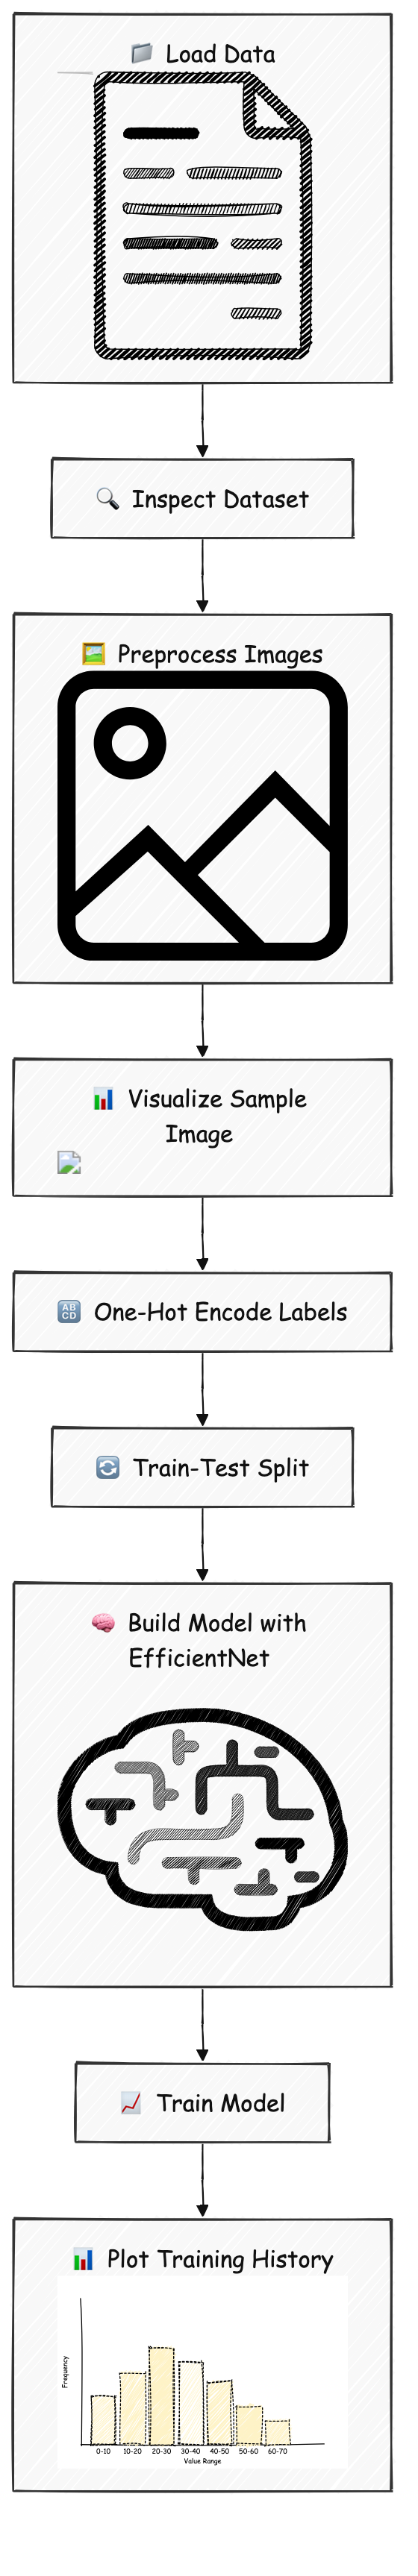 Load Data
Inspect Dataset
Preprocess Images
Visualize Sample
Image
ABCD
One-Hot Encode Labels
Train-Test Split
Build Model with
EfficientNet
Train Model
Plot Training History
Frequency
0-10 10-20 20-30 30-40 40-50 50-60 60-70
Value Range